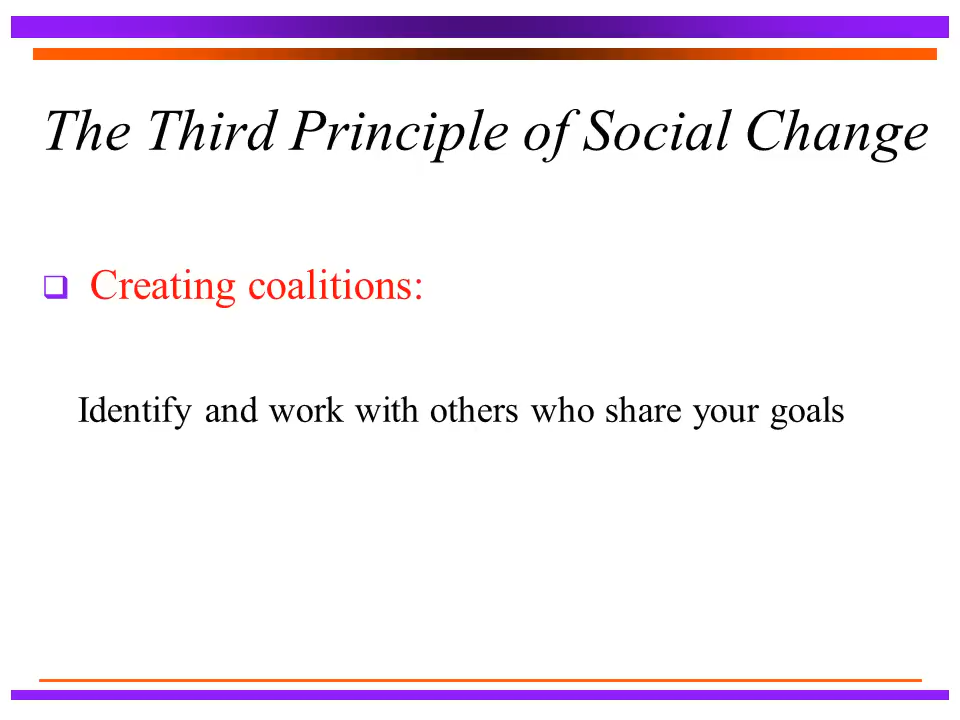 The Third Principle of Social Change
Creating coalitions:
Identify and work with others who share your goals